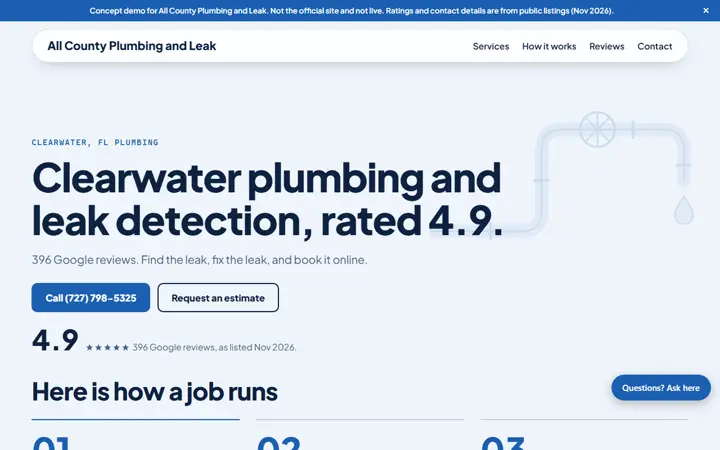 Concept demo for All County Plumbing and Leak. Not the official site and not live. Ratings and contact details are from public listings (Nov 2026). ×
All County Plumbing and Leak
Services How it works Reviews Contact
CLEARWATER, FL PLUMBING
Clearwater plumbing and
leak detection, rated 4.9.
396 Google reviews. Find the leak, fix the leak, and book it online.
Call (727) 798-5325
Request an estimate
4.9 ★★★★★ 396 Google reviews, as listed Nov 2026.
Here is how a job runs
Questions? Ask here
01 02 03